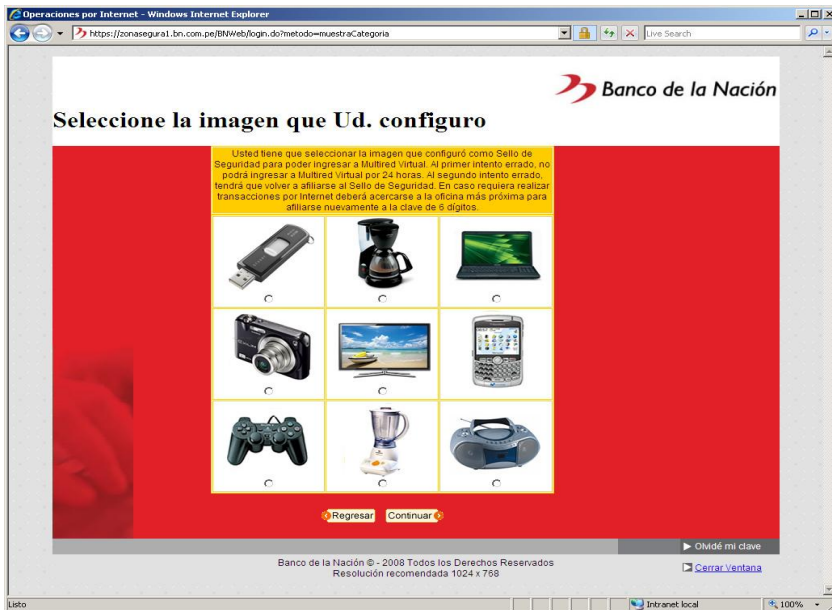 Operaciones por Internet - Windows Internet Explorer
https://zonasegura1.bn.com.pe/BNWeb/login.do?metodo=muestraCategoria
Live Search
Banco de la Nación
Seleccione la imagen que Ud. configuro
Usted tiene que seleccionar la imagen que configuró como Sello de
Seguridad para poder ingresar a Multired Virtual. Al primer intento errado, no
podrá ingresar a Multired Virtual por 24 horas. Al segundo intento errado,
tendrá que volver a afiliarse al Sello de Seguridad. En caso requiera realizar
transacciones por Internet deberá acercarse a la oficina más próxima para
afiliarse nuevamente a la clave de 6 dígitos.
Regresar Continuar
Olvidé mi clave
Banco de la Nación © - 2008 Todos los Derechos Reservados
Resolución recomendada 1024 x 768
Cerrar Ventana
Listo
Intranet local
100%